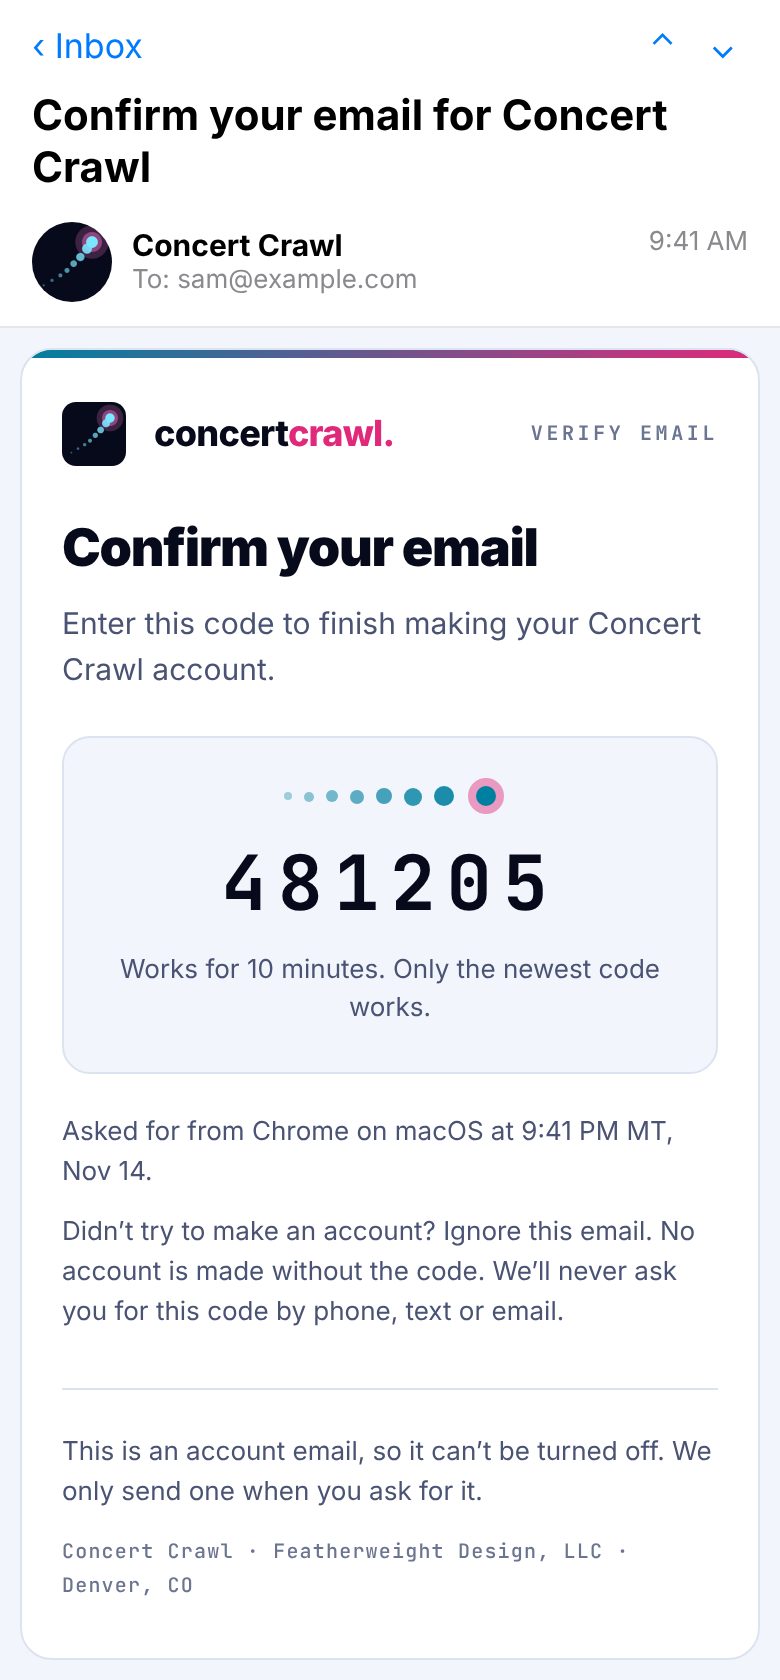 ‹ Inbox
Confirm your email for Concert
Crawl
Concert Crawl
9:41 AM
To: sam@example.com
concertcrawl.
VERIFY EMAIL
Confirm your email
Enter this code to finish making your Concert
Crawl account.
481205
Works for 10 minutes. Only the newest code
works.
Asked for from Chrome on macOS at 9:41 PM MT,
Nov 14.
Didn’t try to make an account? Ignore this email. No
account is made without the code. We’ll never ask
you for this code by phone, text or email.
This is an account email, so it can’t be turned off. We
only send one when you ask for it.
Concert Crawl · Featherweight Design, LLC ·
Denver, CO